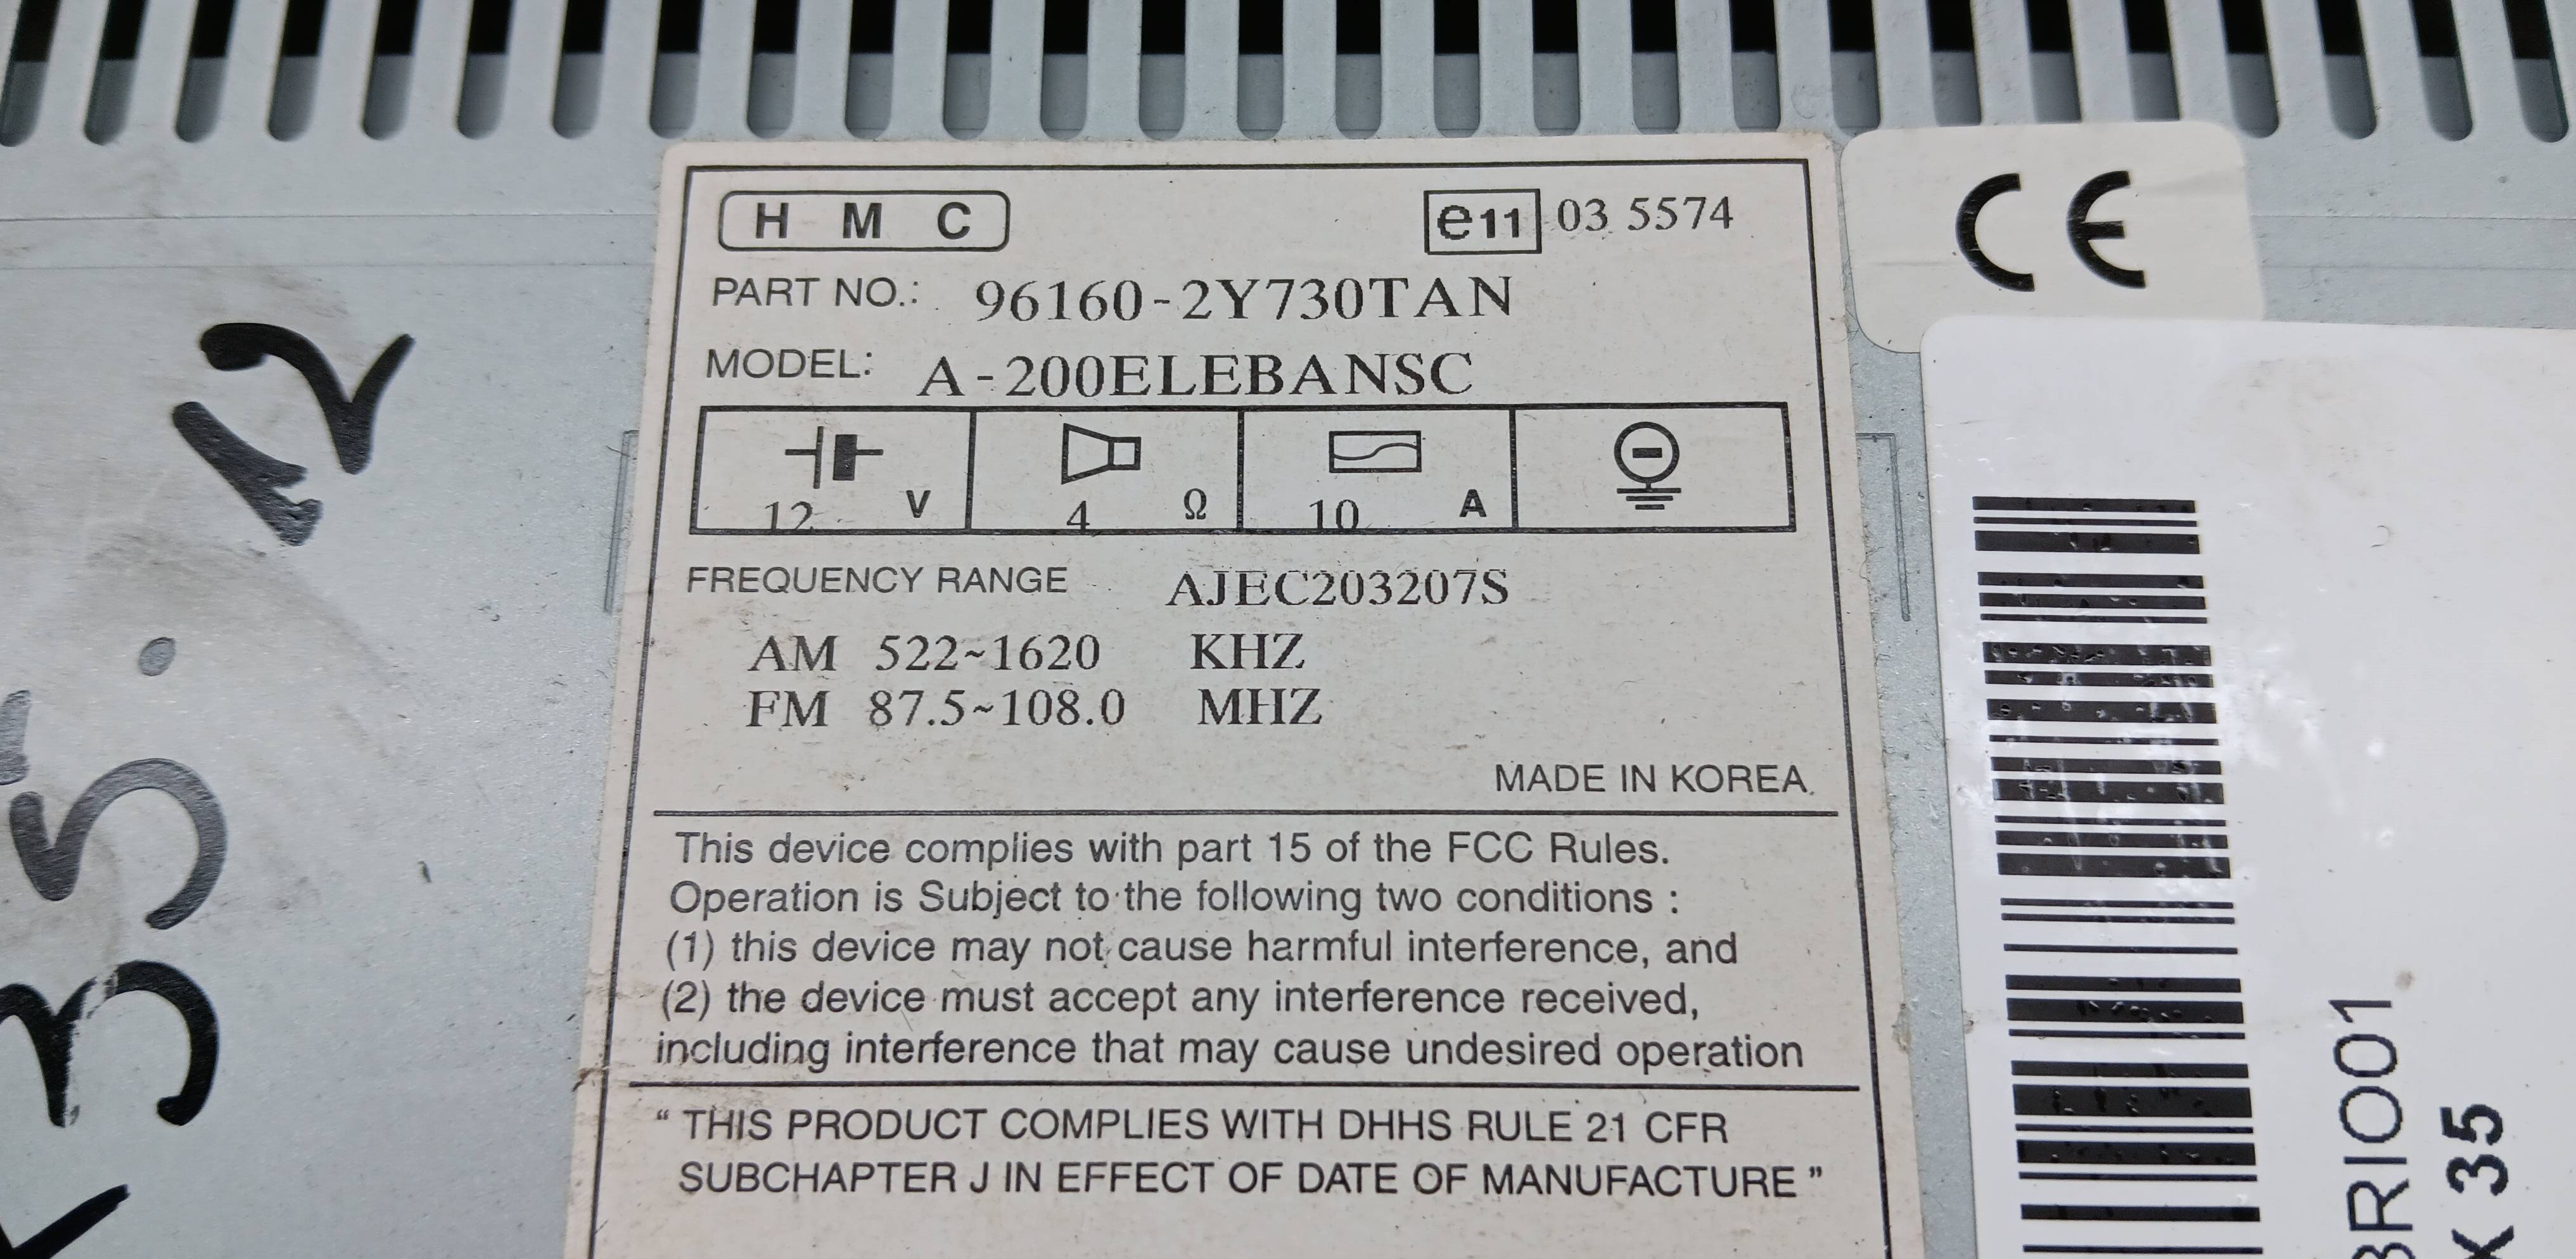 H M C
e11 03 5574
CE
PART NO.: 96160-2Y730TAN
MODEL: A-200ELEBANSC
12 V 4 Ω 10 A
FREQUENCY RANGE AJEC203207S
AM 522~1620 KHZ
FM 87.5~108.0 MHZ
MADE IN KOREA
This device complies with part 15 of the FCC Rules.
Operation is Subject to the following two conditions :
(1) this device may not cause harmful interference, and
(2) the device must accept any interference received,
including interference that may cause undesired operation
“ THIS PRODUCT COMPLIES WITH DHHS RULE 21 CFR
SUBCHAPTER J IN EFFECT OF DATE OF MANUFACTURE ”
35.12
BRIO01
X 35